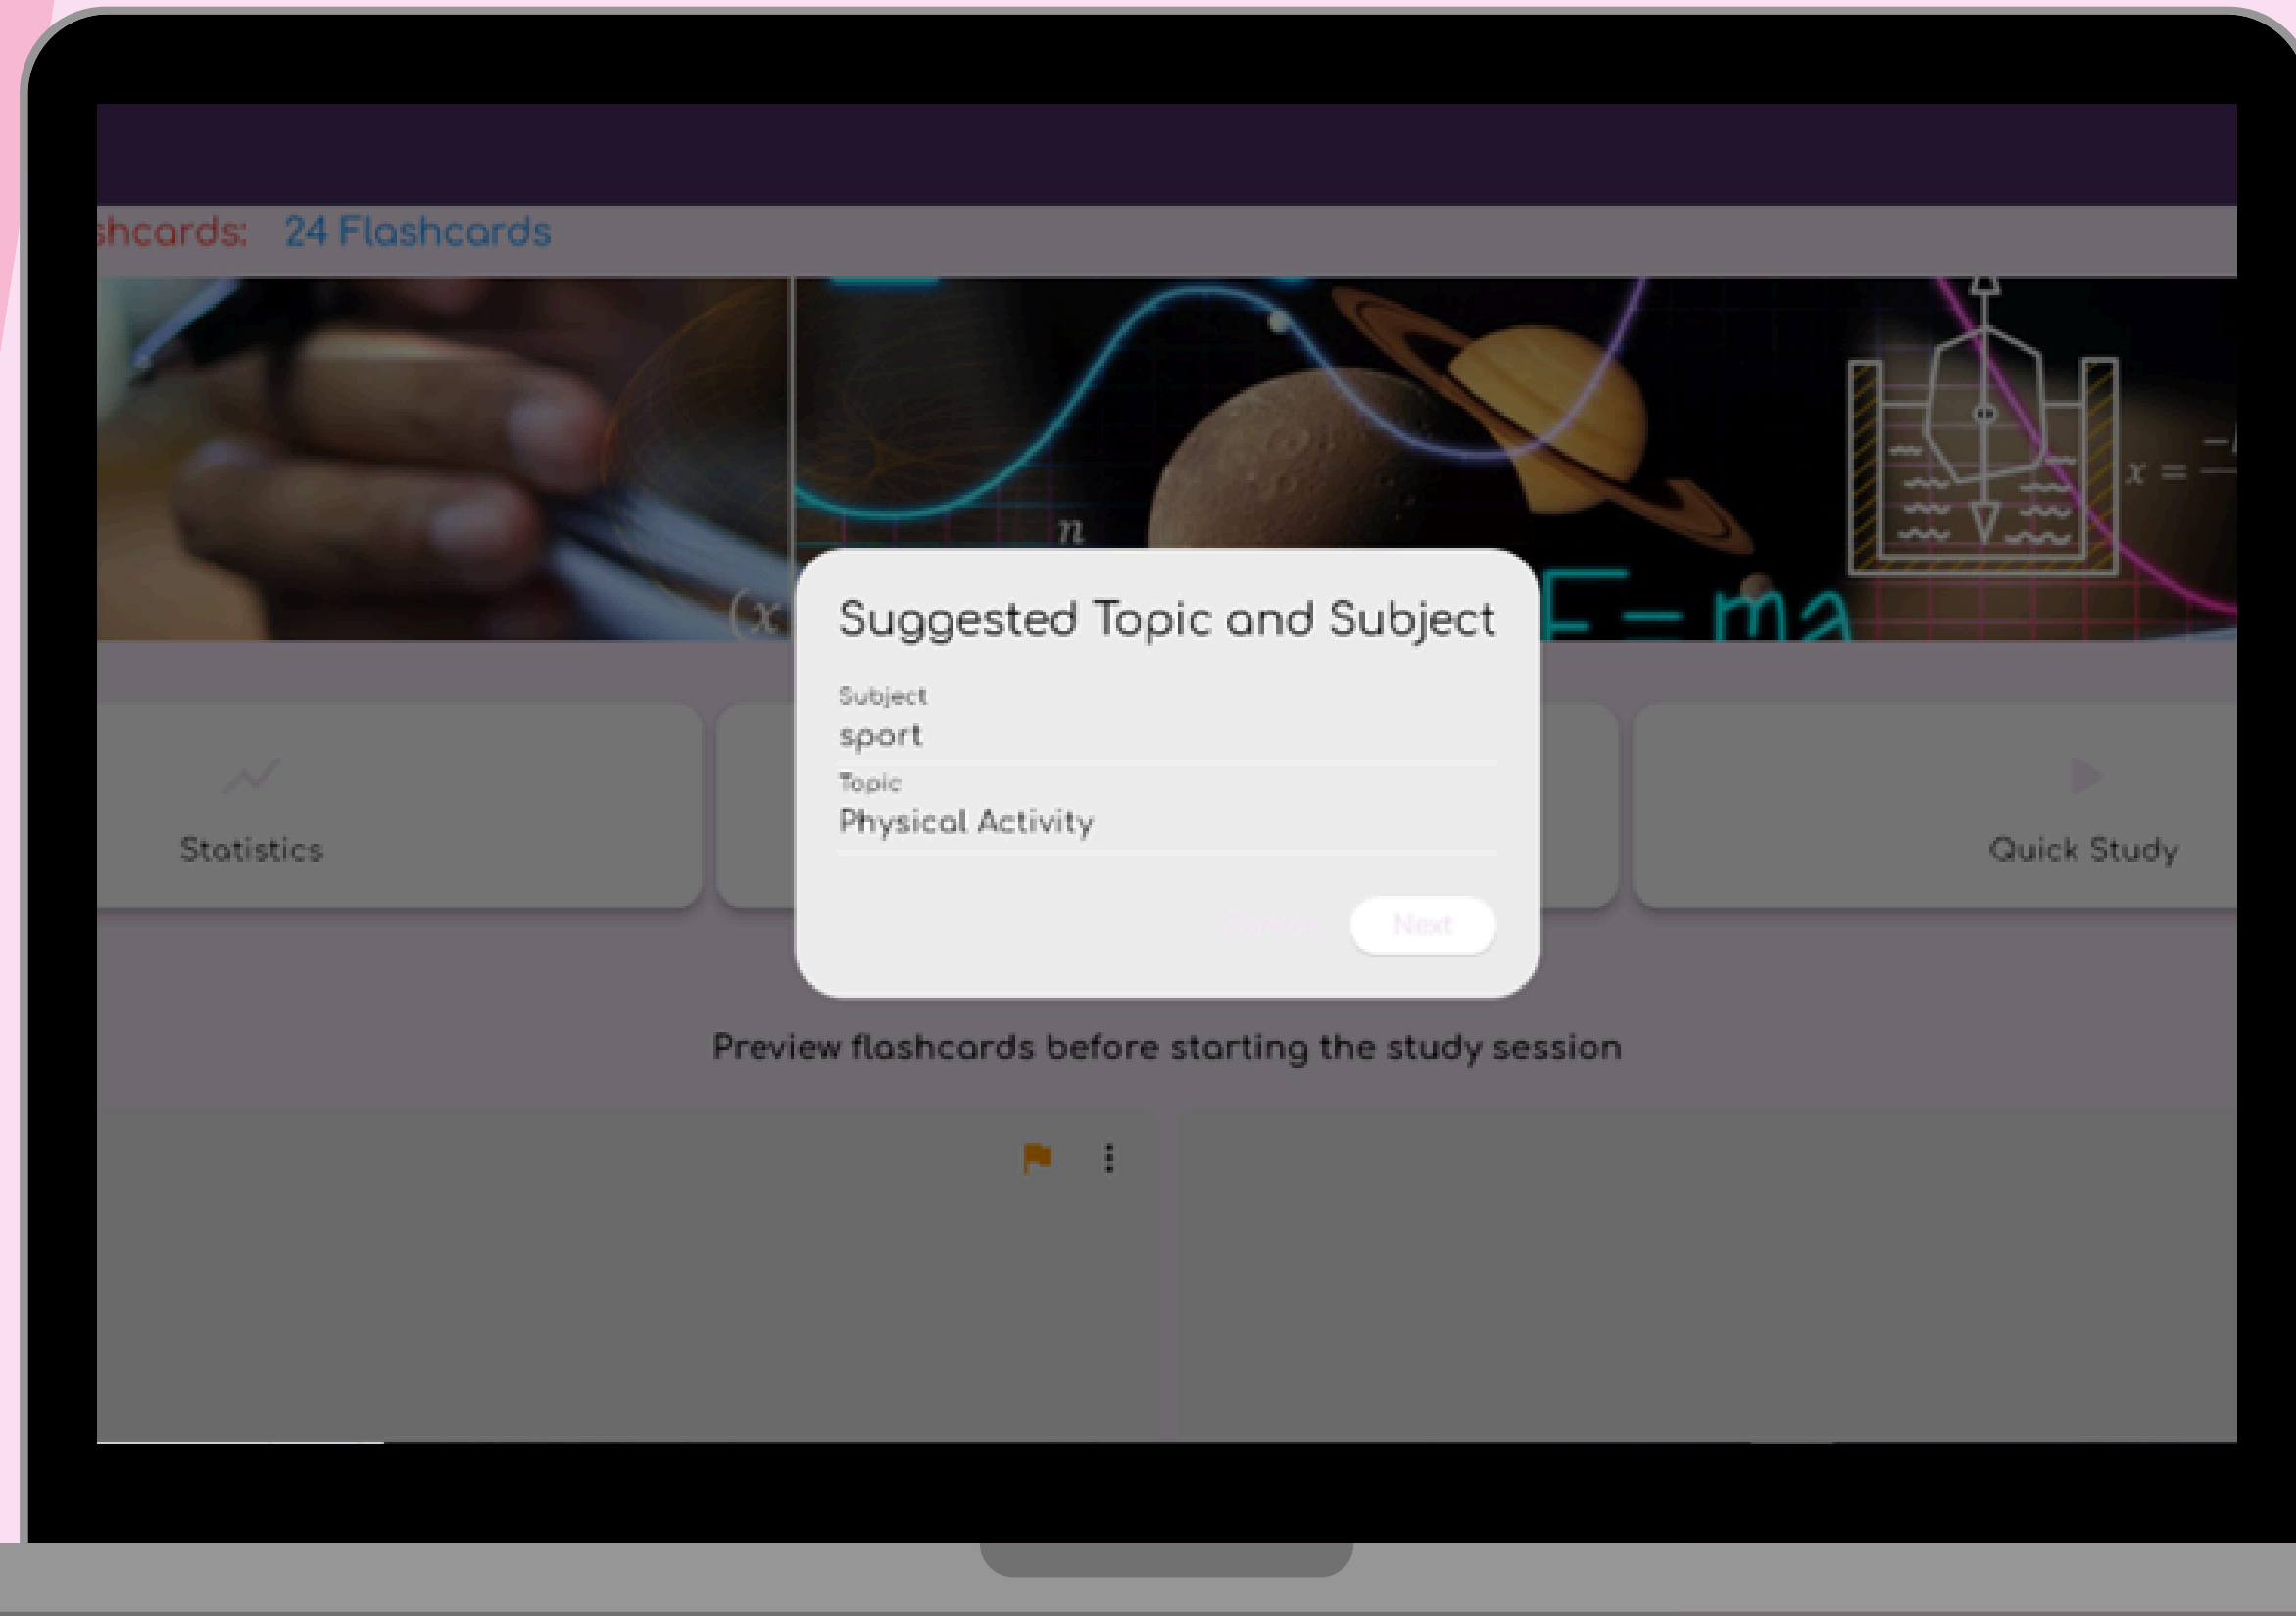 shcards: 24 Flashcards
n
(x
x = −
F=ma
Suggested Topic and Subject
Subject
sport
Topic
Physical Activity
Next
Statistics
Quick Study
Preview flashcards before starting the study session